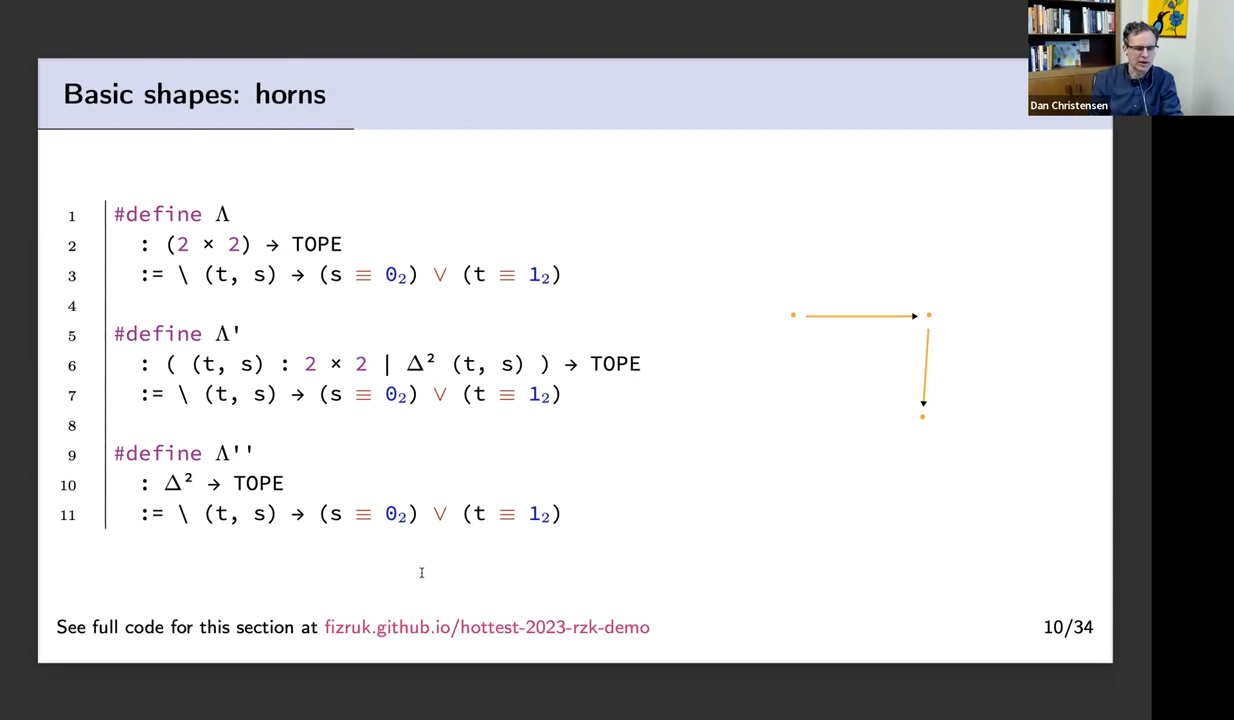 Basic shapes: horns
Dan Christensen
1 #define Λ
2 : (2 × 2) → TOPE
3 := \ (t, s) → (s ≡ 0₂) ∨ (t ≡ 1₂)
4
5 #define Λ'
6 : ( (t, s) : 2 × 2 | Δ² (t, s) ) → TOPE
7 := \ (t, s) → (s ≡ 0₂) ∨ (t ≡ 1₂)
8
9 #define Λ''
10 : Δ² → TOPE
11 := \ (t, s) → (s ≡ 0₂) ∨ (t ≡ 1₂)
See full code for this section at fizruk.github.io/hottest-2023-rzk-demo
10/34